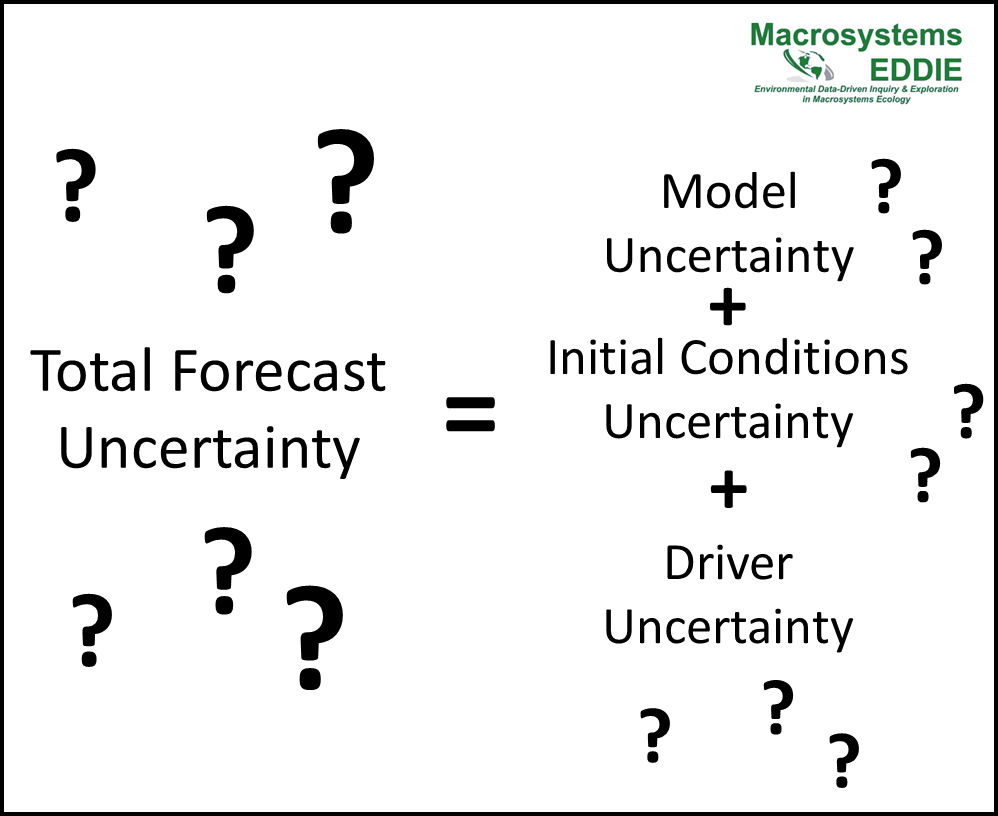 Macrosystems
EDDIE
Environmental Data-Driven Inquiry & Exploration
in Macrosystems Ecology
? ? ?
Total Forecast
Uncertainty
? ? ?
=
Model ?
Uncertainty ?
+
Initial Conditions
Uncertainty ?
?
+
Driver
Uncertainty
? ? ?